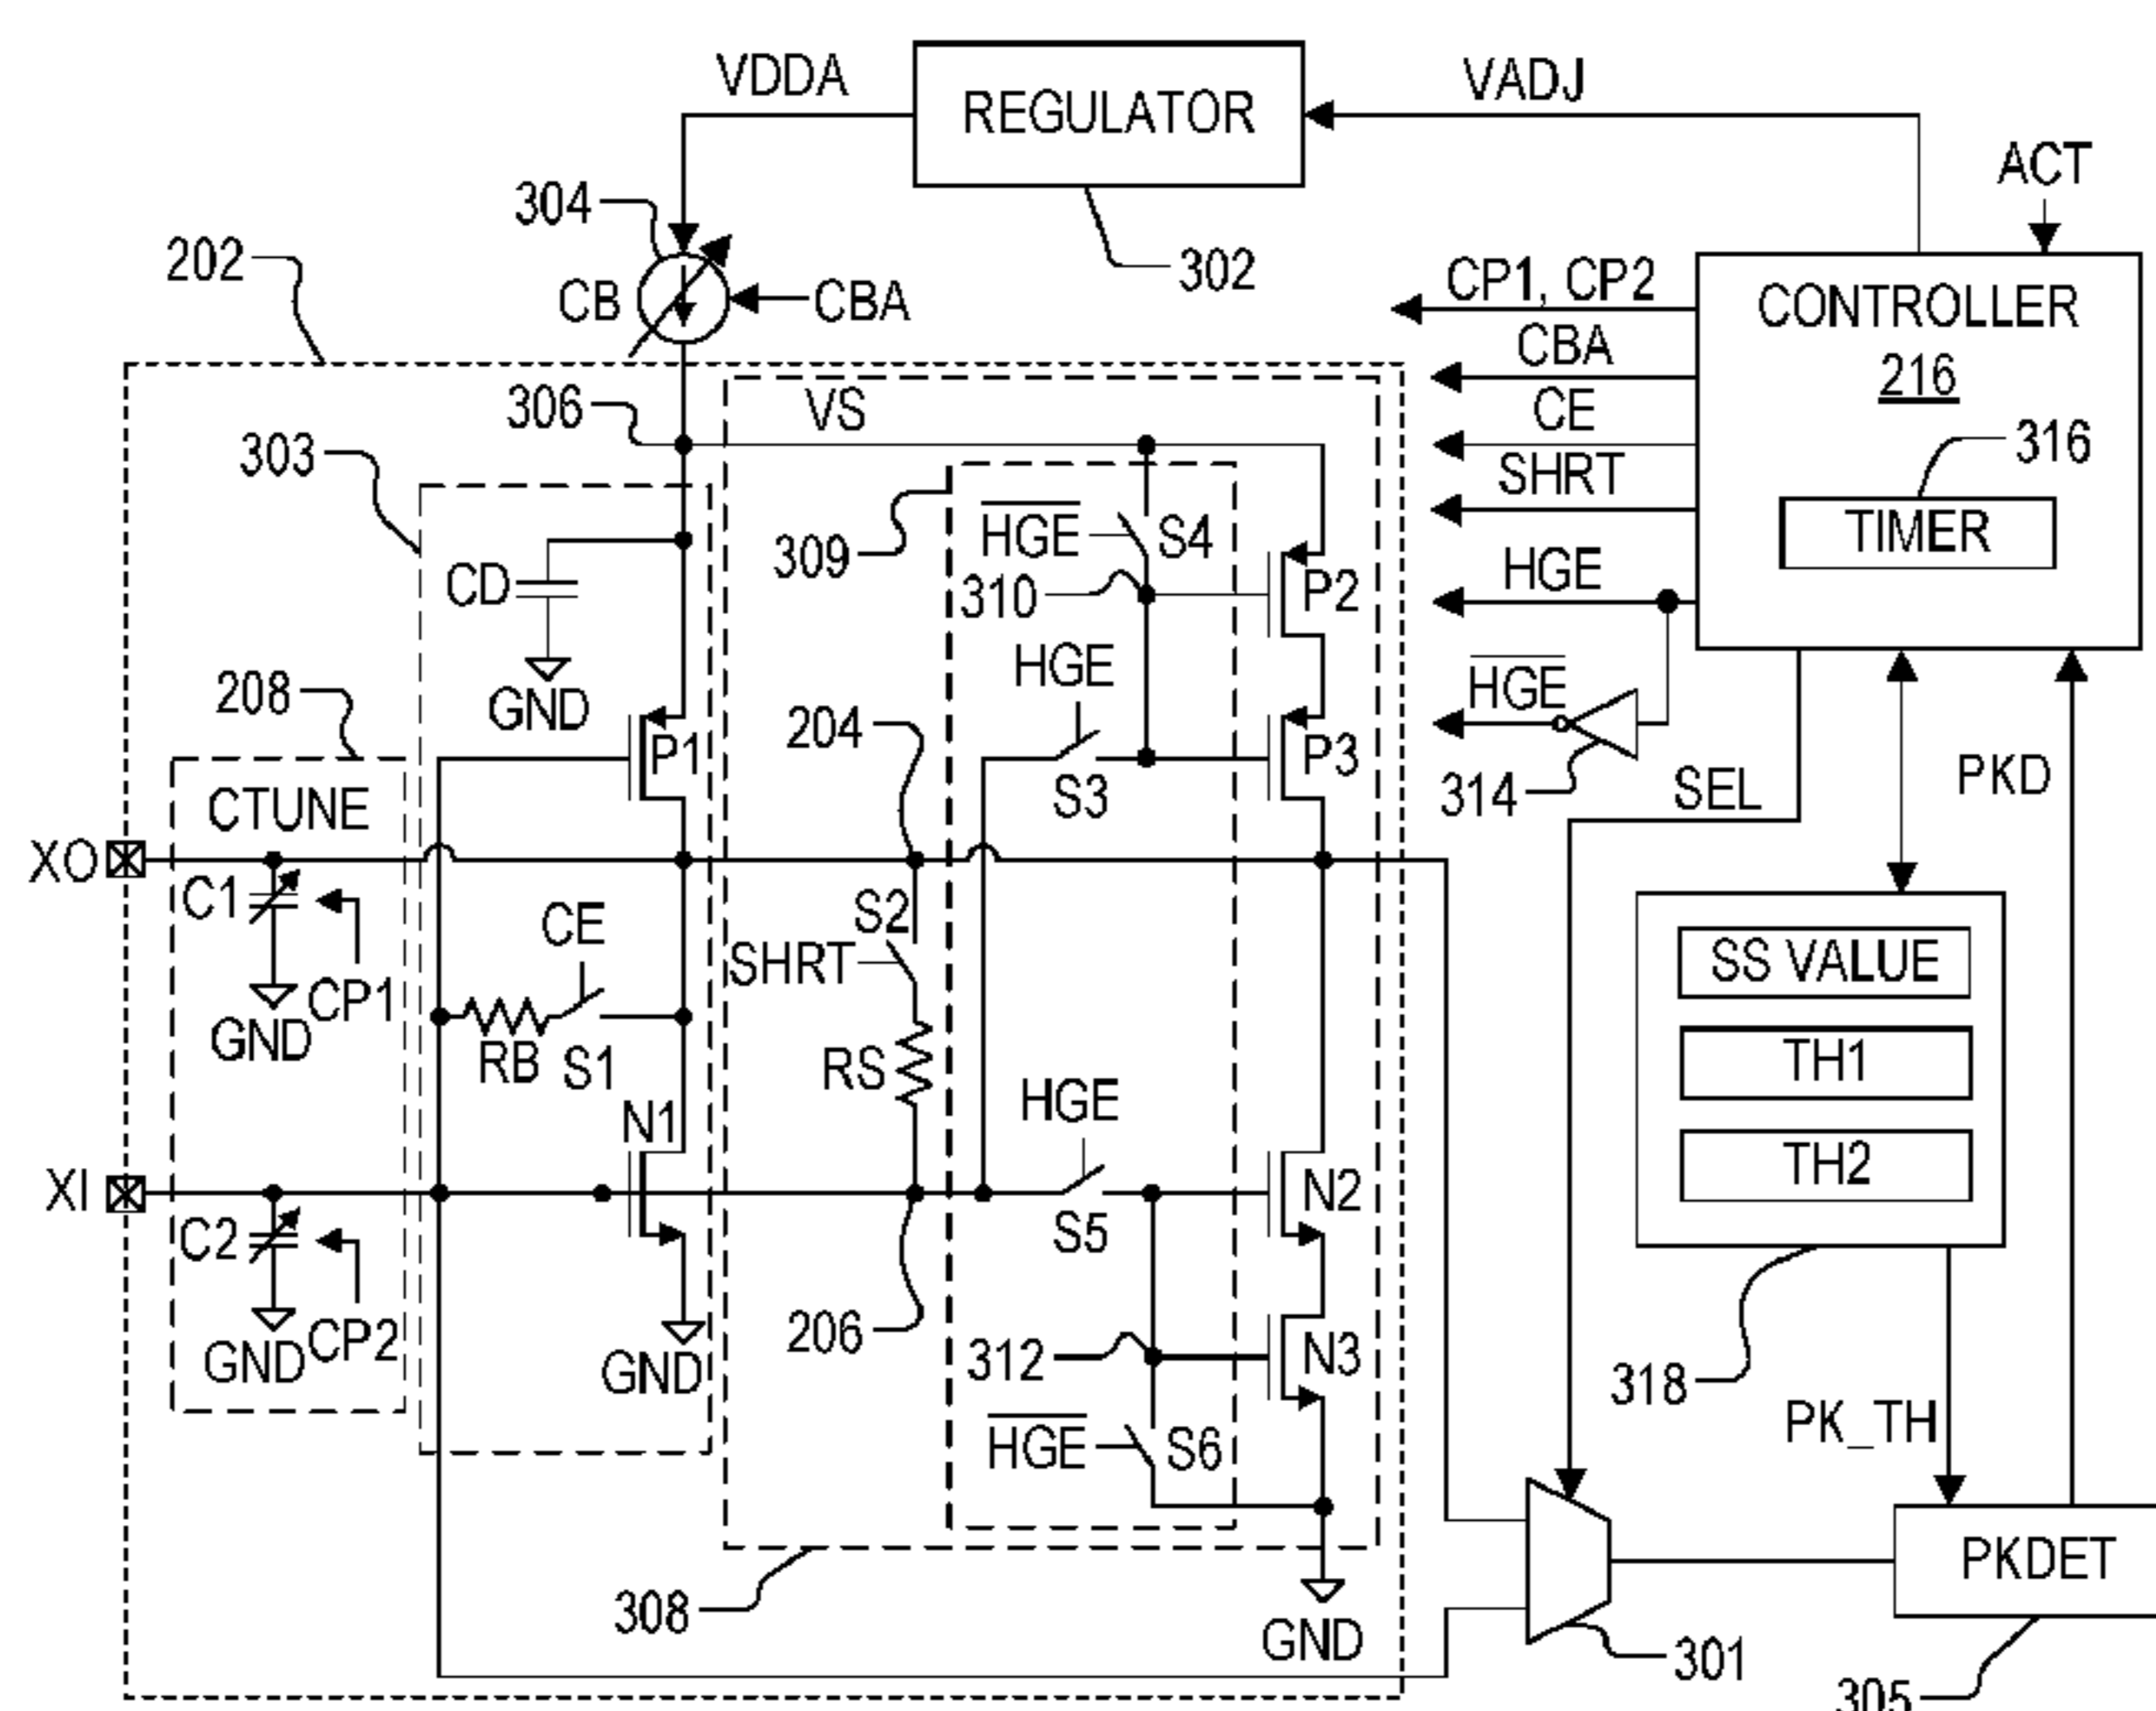 VDDA
REGULATOR
VADJ
ACT
304
202
CB
CBA
302
CP1, CP2
CONTROLLER
216
CBA
306
VS
CE
303
SHRT
316
TIMER
309
HGE
S4
CD
310
P2
HGE
GND
HGE
HGE
208
204
P1
S3
P3
314
SEL
PKD
CTUNE
XO
C1
CE
S2
SHRT
SS VALUE
CP1
GND
RB
S1
RS
TH1
HGE
N1
XI
TH2
N2
C2
S5
CP2
GND
206
GND
312
N3
318
PK_TH
HGE
S6
PKDET
308
GND
301
305